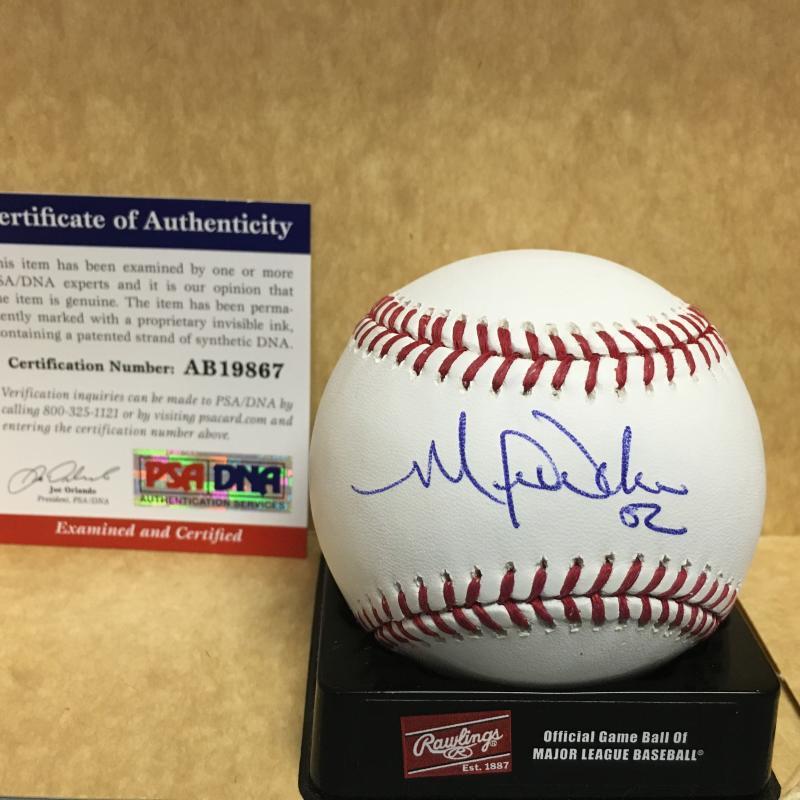 ertificate of Authenticity
his item has been examined by one or more
SA/DNA experts and it is our opinion that
he item is genuine. The item has been perma-
ently marked with a proprietary invisible ink,
ontaining a patented strand of synthetic DNA.
Certification Number: AB19867
Verification inquiries can be made to PSA/DNA by
calling 800-325-1121 or by visiting psacard.com and
entering the certification number above.
Joe Orlando
President, PSA/DNA
PSA DNA
AUTHENTICATION SERVICES
Examined and Certified
52
Rawlings®
Est. 1887
Official Game Ball Of
MAJOR LEAGUE BASEBALL®